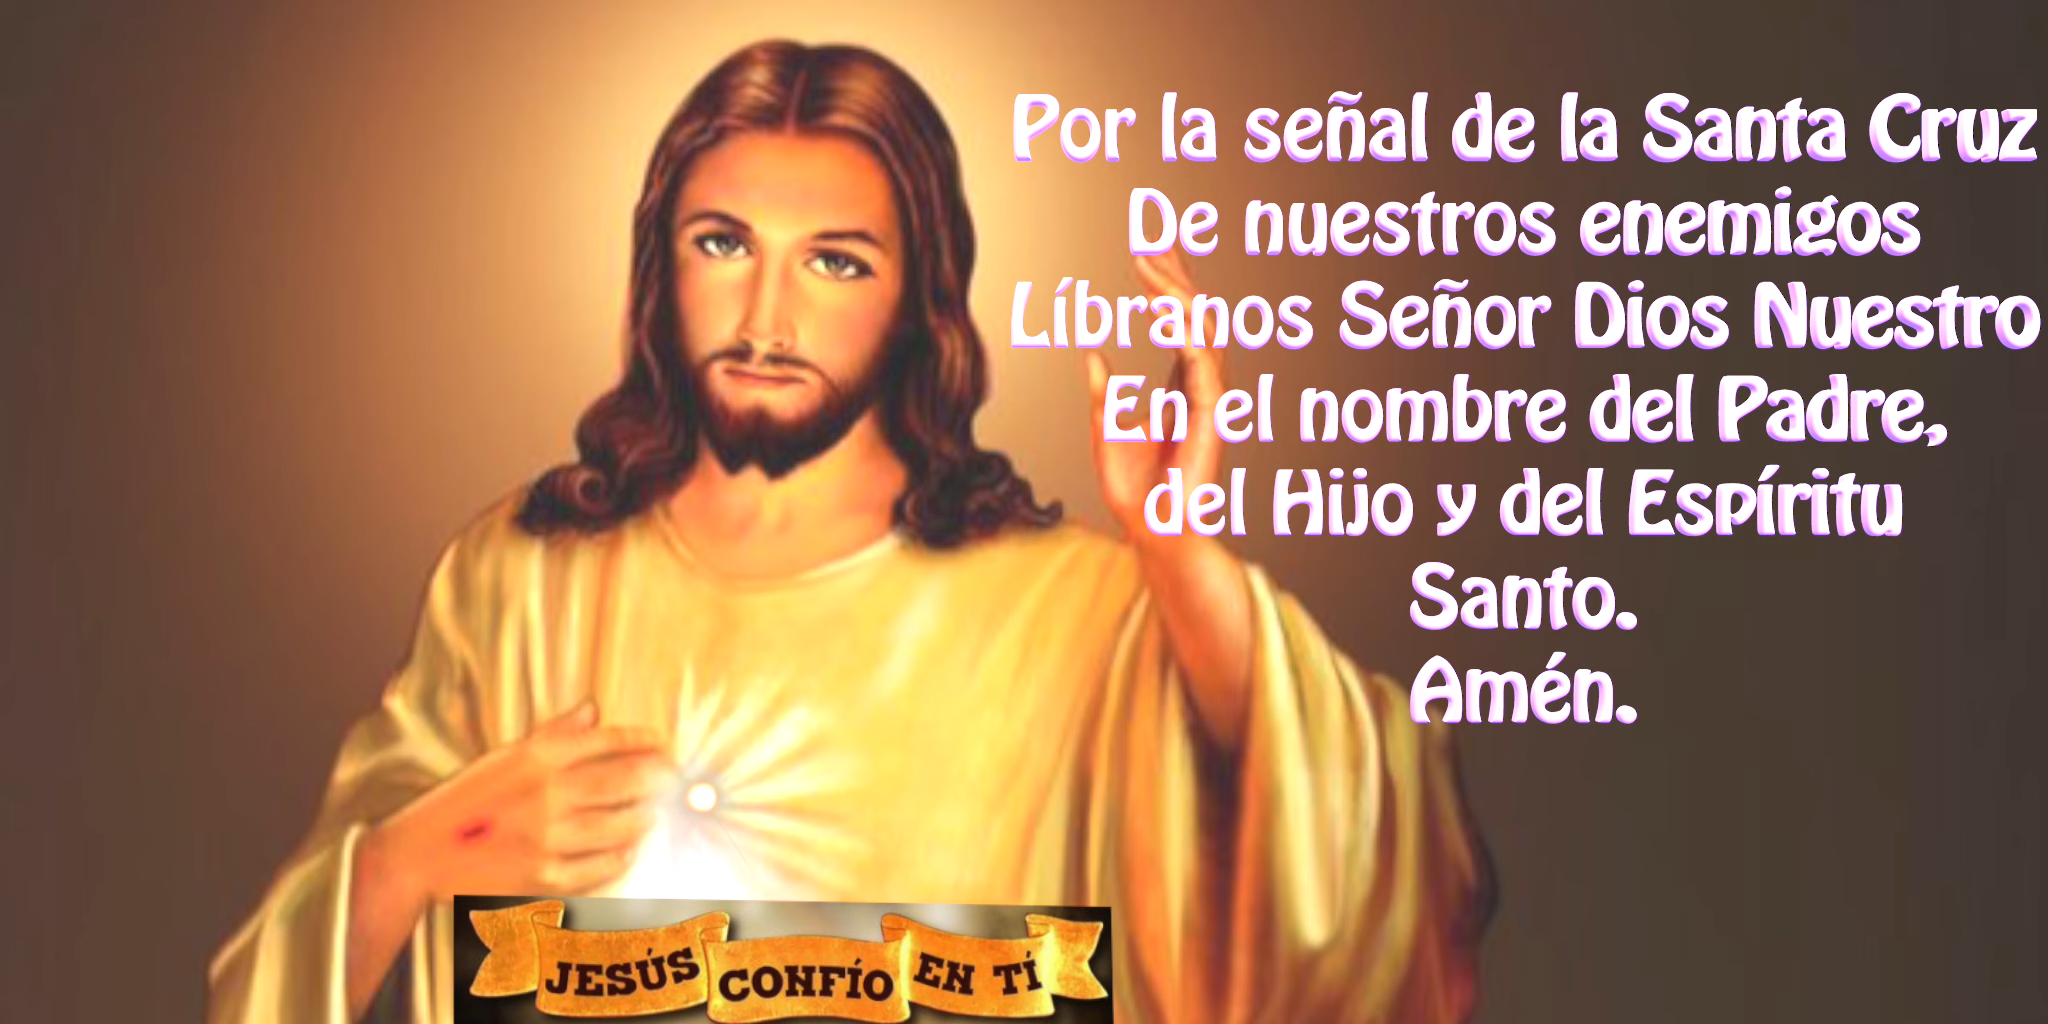 Por la señal de la Santa Cruz
De nuestros enemigos
Líbranos Señor Dios Nuestro
En el nombre del Padre,
del Hijo y del Espíritu
Santo.
Amén.
JESÚS CONFÍO EN TÍ